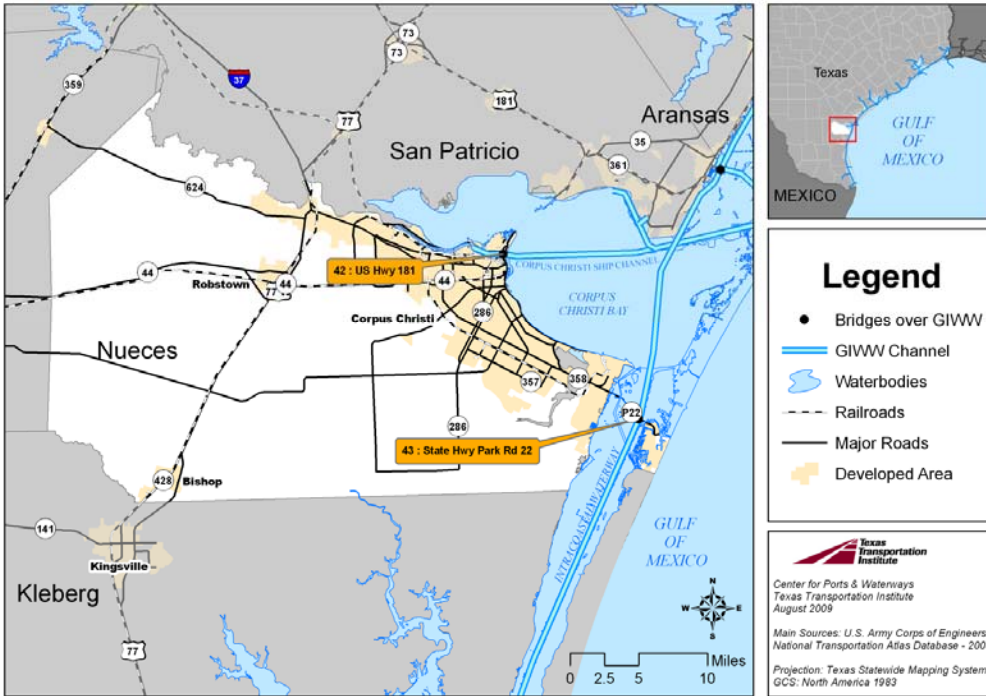 359
37
73
73
77
181
Aransas
35
San Patricio
361
624
44
42 : US Hwy 181
CORPUS CHRISTI SHIP CHANNEL
Robstown
44
77
44
CORPUS
CHRISTI BAY
Corpus Christi
286
Nueces
357
358
P22
286
43 : State Hwy Park Rd 22
428
Bishop
INTRACOASTAL WATERWAY
GULF
OF
MEXICO
141
Kingsville
Kleberg
77
N
W
E
S
Miles
0 2.5 5 10
Texas
GULF
OF
MEXICO
MEXICO
Legend
Bridges over GIWW
GIWW Channel
Waterbodies
Railroads
Major Roads
Developed Area
Texas
Transportation
Institute
Center for Ports & Waterways
Texas Transportation Institute
August 2009
Main Sources: U.S. Army Corps of Engineers
National Transportation Atlas Database - 200
Projection: Texas Statewide Mapping System
GCS: North America 1983